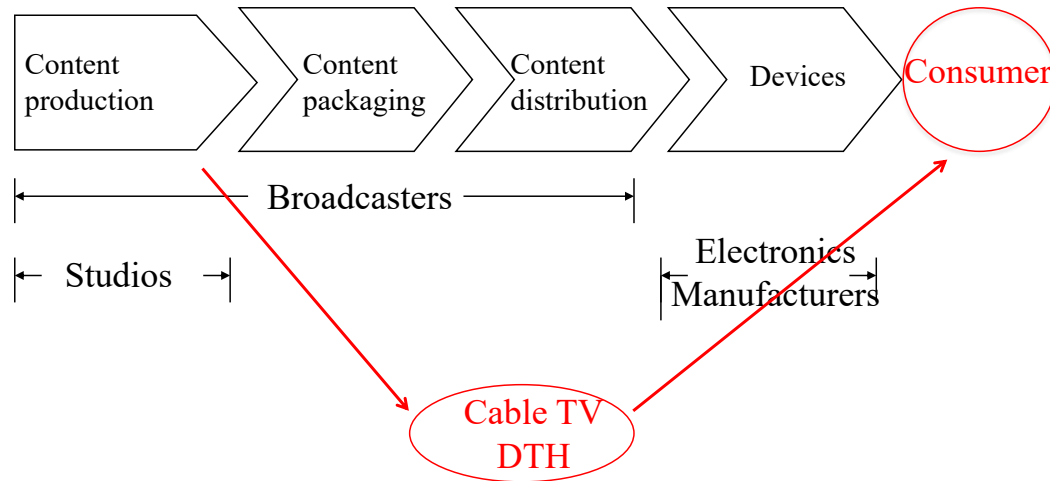 Content
production
Content
packaging
Content
distribution
Devices
Consumer
Broadcasters
Studios
Electronics
Manufacturers
Cable TV
DTH